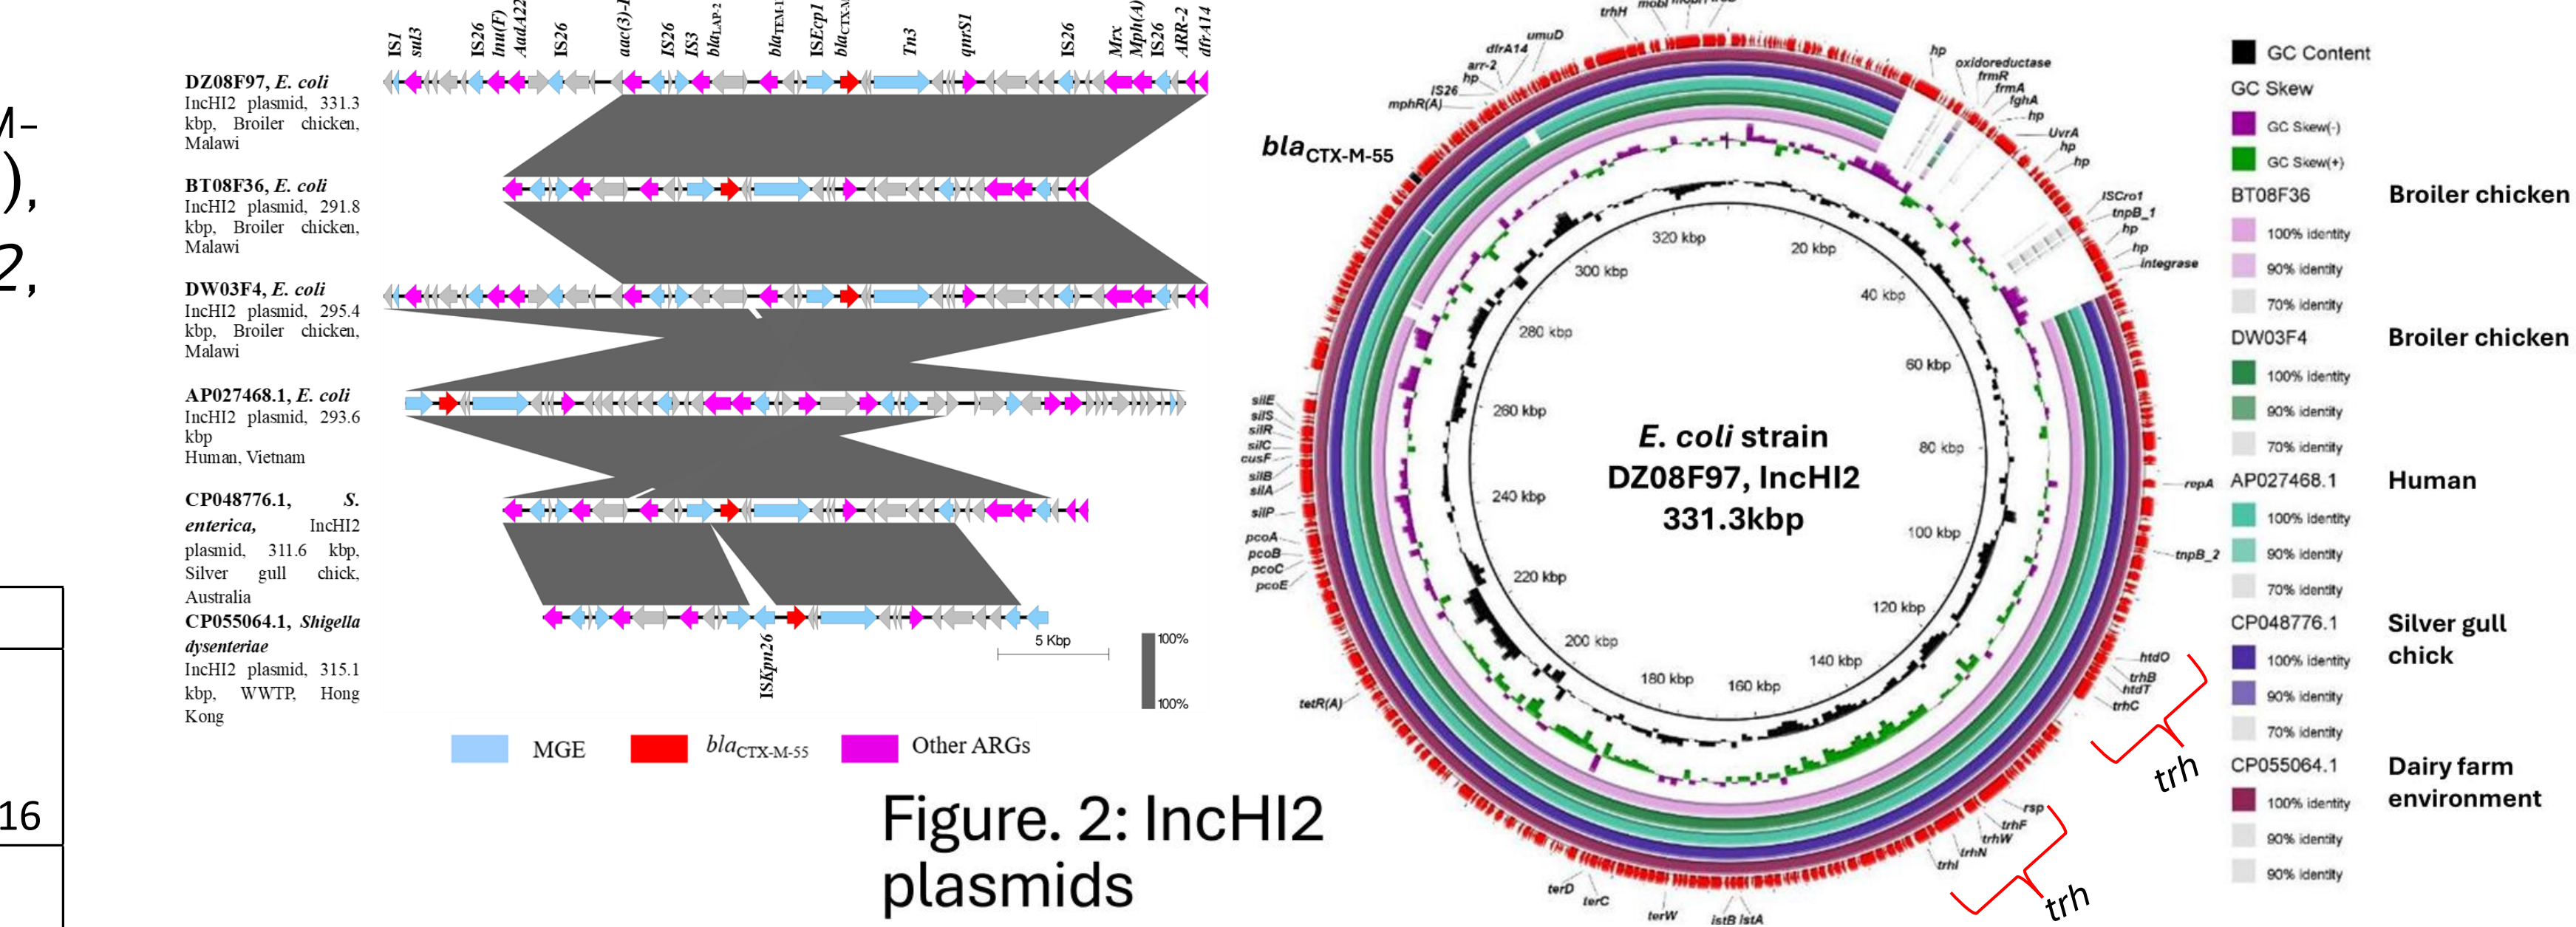 M-
),
2,
16
IS1
sul3
IS26
lnu(F)
AadA22
IS26
IS26
IS3
bla
ISEcp1
Tn3
qnrS1
IS26
Mrx
Mph(A)
IS26
ARR-2
dfrA14
DZ08F97, E. coli
IncHI2 plasmid, 331.3
kbp, Broiler chicken,
Malawi
BT08F36, E. coli
IncHI2 plasmid, 291.8
kbp, Broiler chicken,
Malawi
DW03F4, E. coli
IncHI2 plasmid, 295.4
kbp, Broiler chicken,
Malawi
AP027468.1, E. coli
IncHI2 plasmid, 293.6
kbp
Human, Vietnam
CP048776.1, S.
enterica, IncHI2
plasmid, 311.6 kbp,
Silver gull chick,
Australia
CP055064.1, Shigella
dysenteriae
IncHI2 plasmid, 315.1
kbp, WWTP, Hong
Kong
ISKpn26
5 Kbp
100%
100%
MGE
blaCTX-M-55
Other ARGs
Figure. 2: IncHI2
plasmids
blaCTX-M-55
trhH
umuD
dfrA14
arr-2
hp
IS26
mphR(A)
hp
oxidoreductase
frmR
frmA
fghA
hp
UvrA
hp
hp
ISCro1
tnpB_1
hp
hp
integrase
repA
tnpB_2
htdO
trhB
htdT
trhC
trh
rsp
trhF
trhW
trhN
trhI
trh
istB istA
terW
terC
terD
tetR(A)
pcoE
pcoC
pcoB
pcoA
silP
silA
silB
cusF
silC
silR
silS
silE
20 kbp
40 kbp
60 kbp
80 kbp
100 kbp
120 kbp
140 kbp
160 kbp
180 kbp
200 kbp
220 kbp
240 kbp
260 kbp
280 kbp
300 kbp
320 kbp
E. coli strain
DZ08F97, IncHI2
331.3kbp
GC Content
GC Skew
GC Skew(-)
GC Skew(+)
BT08F36 Broiler chicken
100% identity
90% identity
70% identity
DW03F4 Broiler chicken
100% identity
90% identity
70% identity
AP027468.1 Human
100% identity
90% identity
70% identity
CP048776.1 Silver gull
chick
100% identity
90% identity
70% identity
CP055064.1 Dairy farm
environment
100% identity
90% identity
90% identity